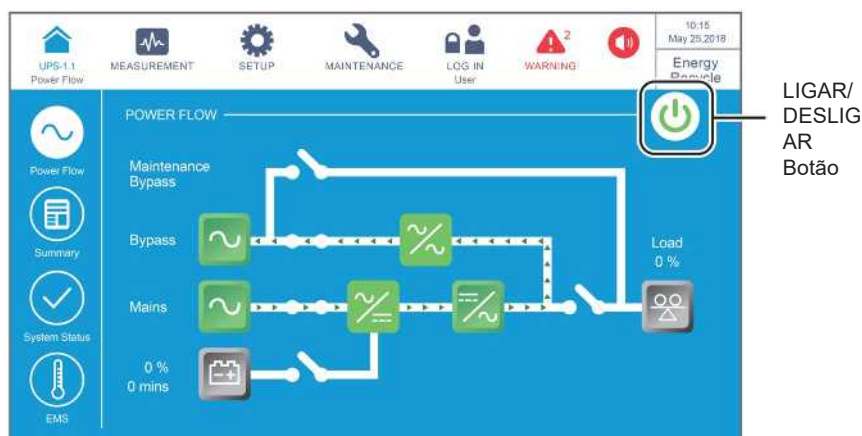 10:15
May 25,2018
UPS-1.1
Power Flow
MEASUREMENT
SETUP
MAINTENANCE
LOG IN
User
WARNING
2
Energy
Recycle
LIGAR/
DESLIG
AR
Botão
POWER FLOW
Power Flow
Maintenance
Bypass
Summary
Bypass
Load
0 %
Mains
System Status
0 %
0 mins
EMS